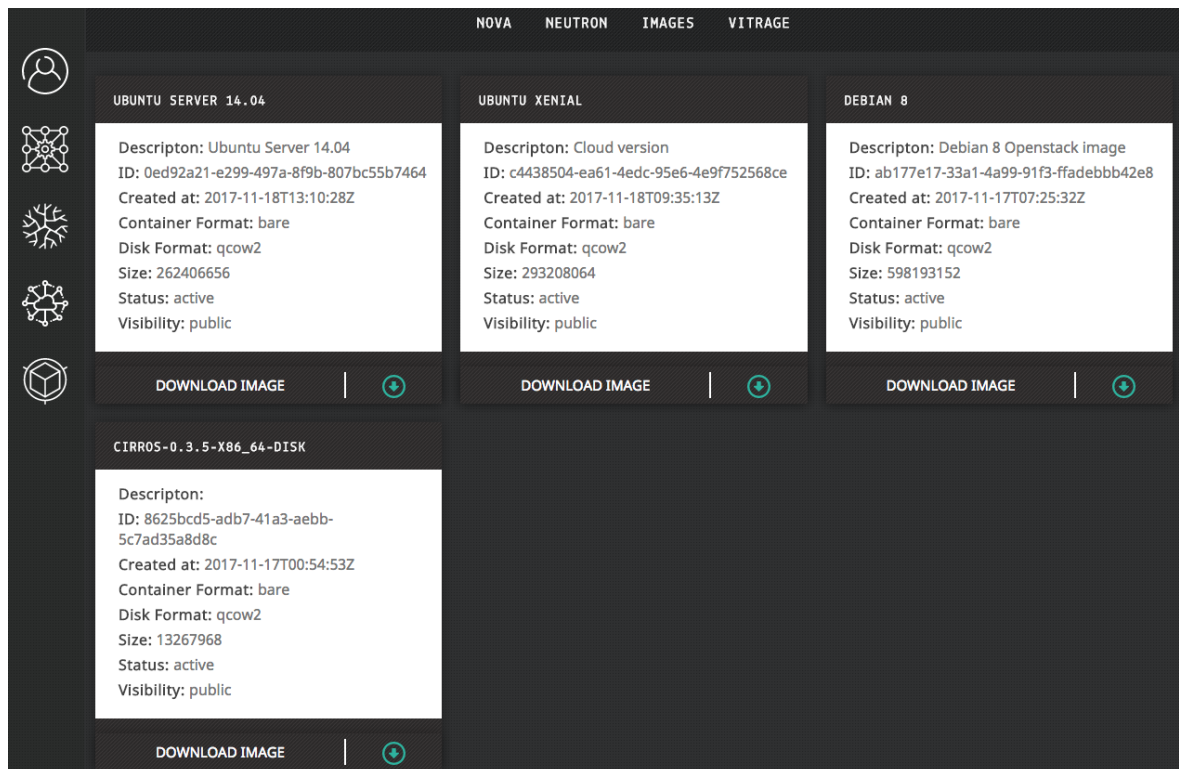 NOVA NEUTRON IMAGES VITRAGE
UBUNTU SERVER 14.04
Descripton: Ubuntu Server 14.04
ID: 0ed92a21-e299-497a-8f9b-807bc55b7464
Created at: 2017-11-18T13:10:28Z
Container Format: bare
Disk Format: qcow2
Size: 262406656
Status: active
Visibility: public
DOWNLOAD IMAGE
UBUNTU XENIAL
Descripton: Cloud version
ID: c4438504-ea61-4edc-95e6-4e9f752568ce
Created at: 2017-11-18T09:35:13Z
Container Format: bare
Disk Format: qcow2
Size: 293208064
Status: active
Visibility: public
DOWNLOAD IMAGE
DEBIAN 8
Descripton: Debian 8 Openstack image
ID: ab177e17-33a1-4a99-91f3-ffadebbb42e8
Created at: 2017-11-17T07:25:32Z
Container Format: bare
Disk Format: qcow2
Size: 598193152
Status: active
Visibility: public
DOWNLOAD IMAGE
CIRROS-0.3.5-X86_64-DISK
Descripton:
ID: 8625bcd5-adb7-41a3-aebb-
5c7ad35a8d8c
Created at: 2017-11-17T00:54:53Z
Container Format: bare
Disk Format: qcow2
Size: 13267968
Status: active
Visibility: public
DOWNLOAD IMAGE